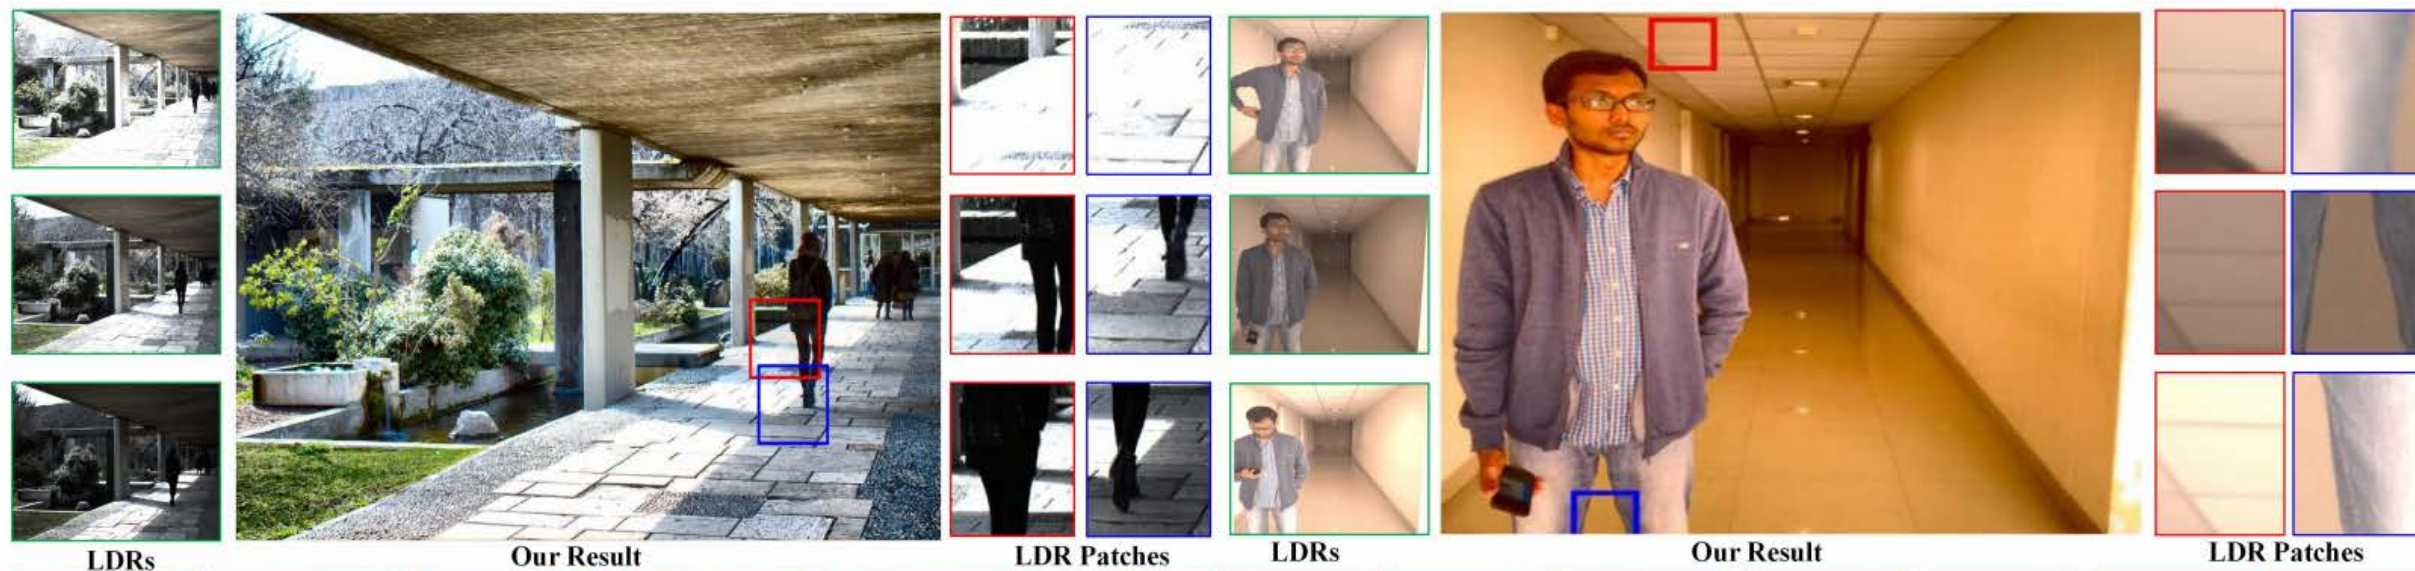 LDRs
Our Result
LDR Patches
LDRs
Our Result
LDR Patches